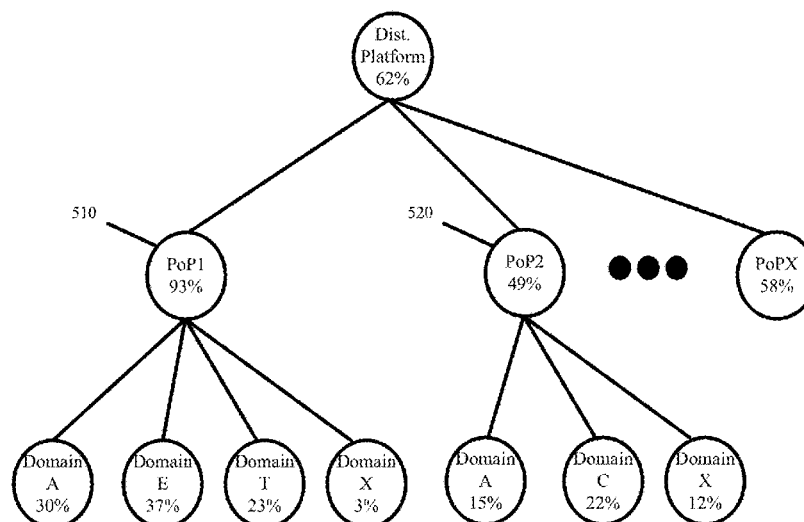 Dist.
Platform
62%
510
520
PoP1
93%
PoP2
49%
PoPX
58%
Domain
A
30%
Domain
E
37%
Domain
T
23%
Domain
X
3%
Domain
A
15%
Domain
C
22%
Domain
X
12%